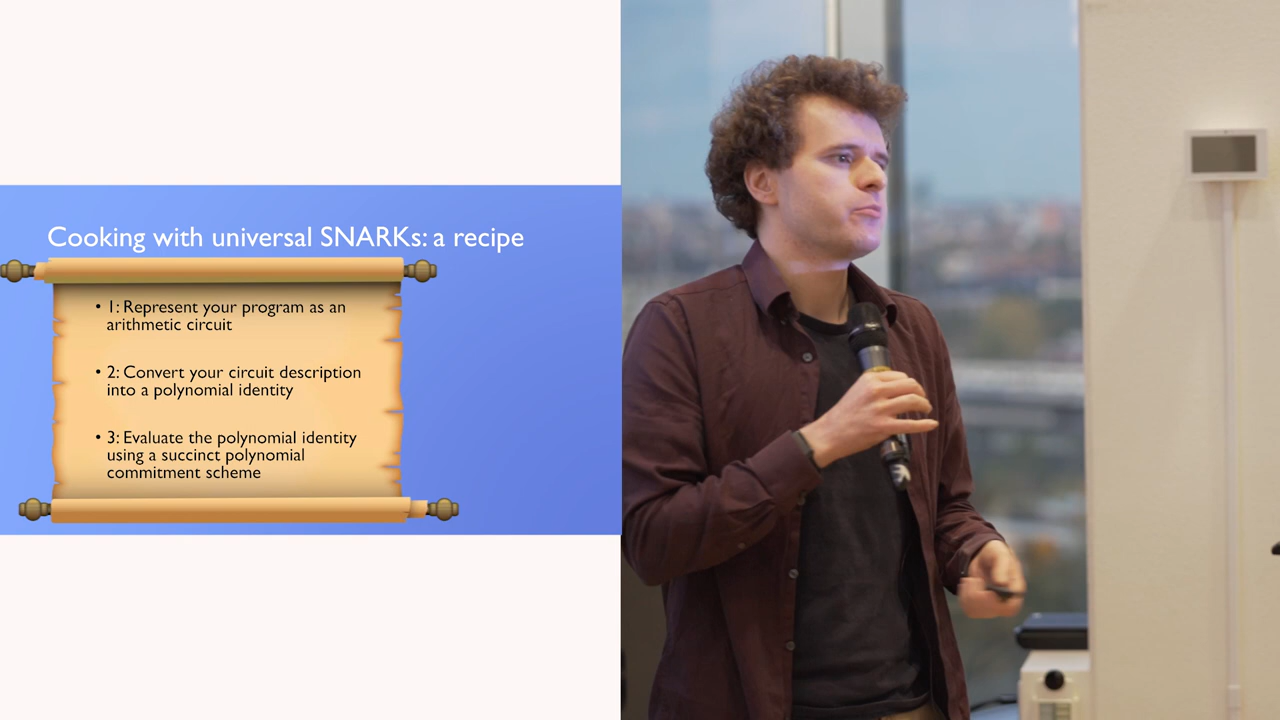 Cooking with universal SNARKs: a recipe
• 1: Represent your program as an
arithmetic circuit
• 2: Convert your circuit description
into a polynomial identity
• 3: Evaluate the polynomial identity
using a succinct polynomial
commitment scheme